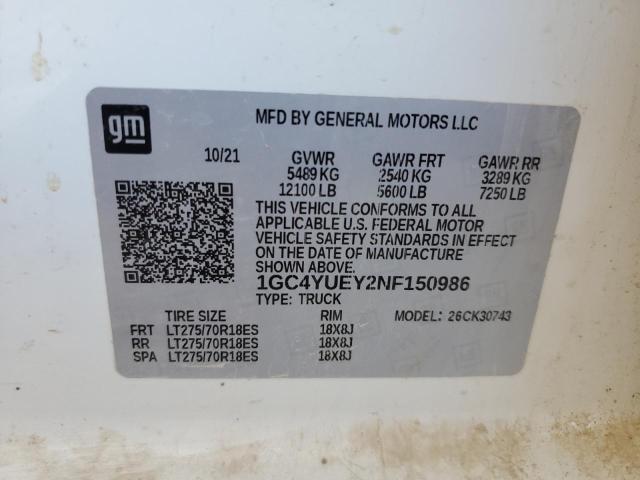 gm
MFD BY GENERAL MOTORS LLC
10/21 GVWR GAWR FRT GAWR RR
5489 KG 2540 KG 3289 KG
12100 LB 5600 LB 7250 LB
THIS VEHICLE CONFORMS TO ALL
APPLICABLE U.S. FEDERAL MOTOR
VEHICLE SAFETY STANDARDS IN EFFECT
ON THE DATE OF MANUFACTURE
SHOWN ABOVE.
1GC4YUEY2NF150986
TYPE: TRUCK
TIRE SIZE RIM MODEL: 26CK30743
FRT LT275/70R18ES 18X8J
RR LT275/70R18ES 18X8J
SPA LT275/70R18ES 18X8J